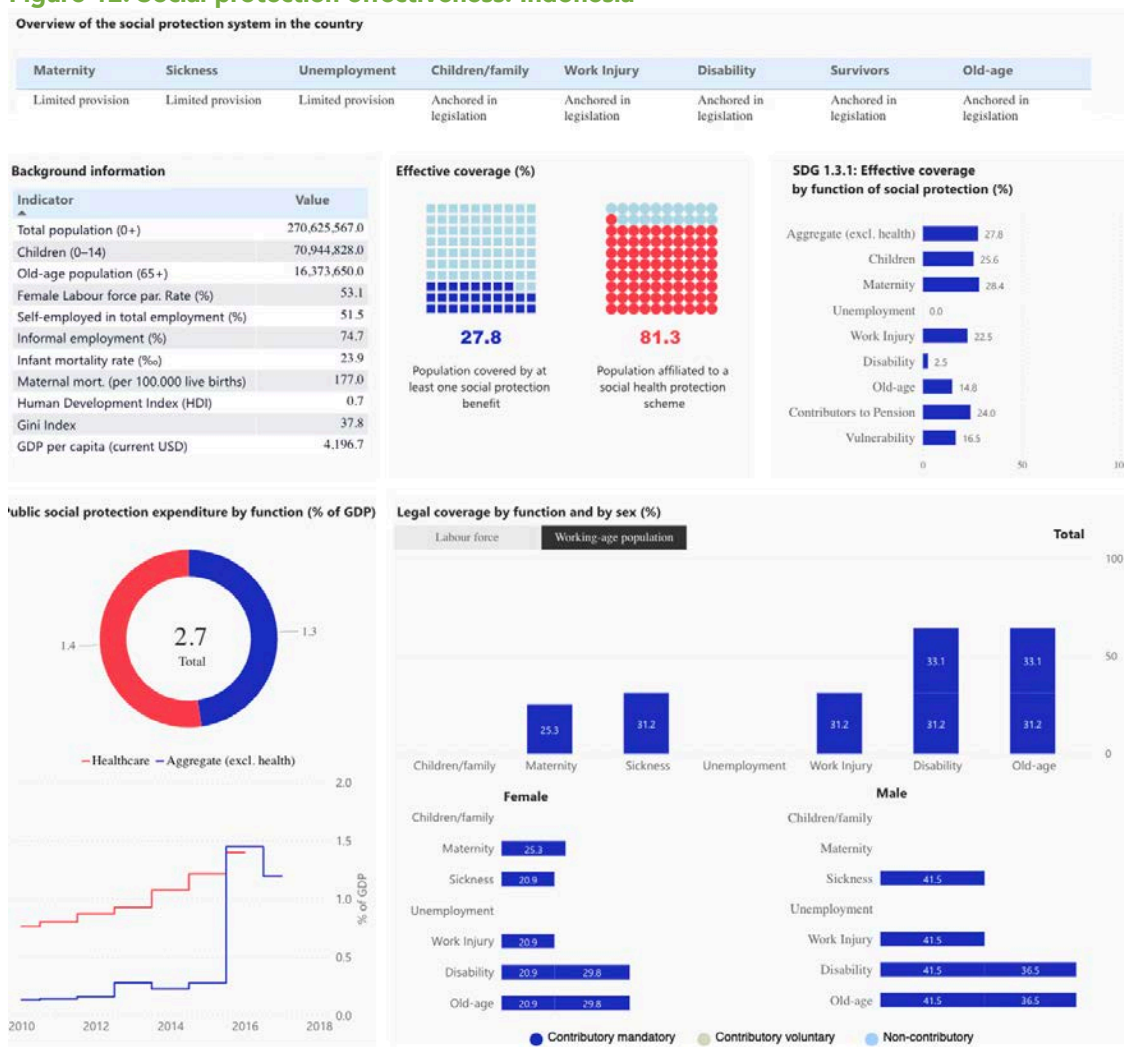 Figure 12. Social protection effectiveness: Indonesia
Overview of the social protection system in the country
Maternity Sickness Unemployment Children/family Work Injury Disability Survivors Old-age
Limited provision Limited provision Limited provision Anchored in legislation Anchored in legislation Anchored in legislation Anchored in legislation Anchored in legislation
Background information
Indicator Value
Total population (0+) 270,625,567.0
Children (0–14) 70,944,828.0
Old-age population (65+) 16,373,650.0
Female Labour force par. Rate (%) 53.1
Self-employed in total employment (%) 51.5
Informal employment (%) 74.7
Infant mortality rate (‰) 23.9
Maternal mort. (per 100.000 live births) 177.0
Human Development Index (HDI) 0.7
Gini Index 37.8
GDP per capita (current USD) 4,196.7
Effective coverage (%)
27.8
Population covered by at
least one social protection
benefit
81.3
Population affiliated to a
social health protection
scheme
SDG 1.3.1: Effective coverage
by function of social protection (%)
Aggregate (excl. health) 27.8
Children 25.6
Maternity 28.4
Unemployment 0.0
Work Injury 22.5
Disability 2.5
Old-age 14.8
Contributors to Pension 24.0
Vulnerability 16.5
0 50 100
Public social protection expenditure by function (% of GDP)
1.4
2.7
Total
1.3
Healthcare Aggregate (excl. health)
2.0
1.5
1.0
0.5
0.0
% of GDP
2010 2012 2014 2016 2018
Legal coverage by function and by sex (%)
Labour force Working-age population
Total
100
50
0
33.1 33.1
25.3 31.2 31.2 31.2 31.2
Children/family Maternity Sickness Unemployment Work Injury Disability Old-age
Female
Children/family
Maternity 25.3
Sickness 20.9
Unemployment
Work Injury 20.9
Disability 20.9 29.8
Old-age 20.9 29.8
Male
Children/family
Maternity
Sickness 41.5
Unemployment
Work Injury 41.5
Disability 41.5 36.5
Old-age 41.5 36.5
Contributory mandatory Contributory voluntary Non-contributory